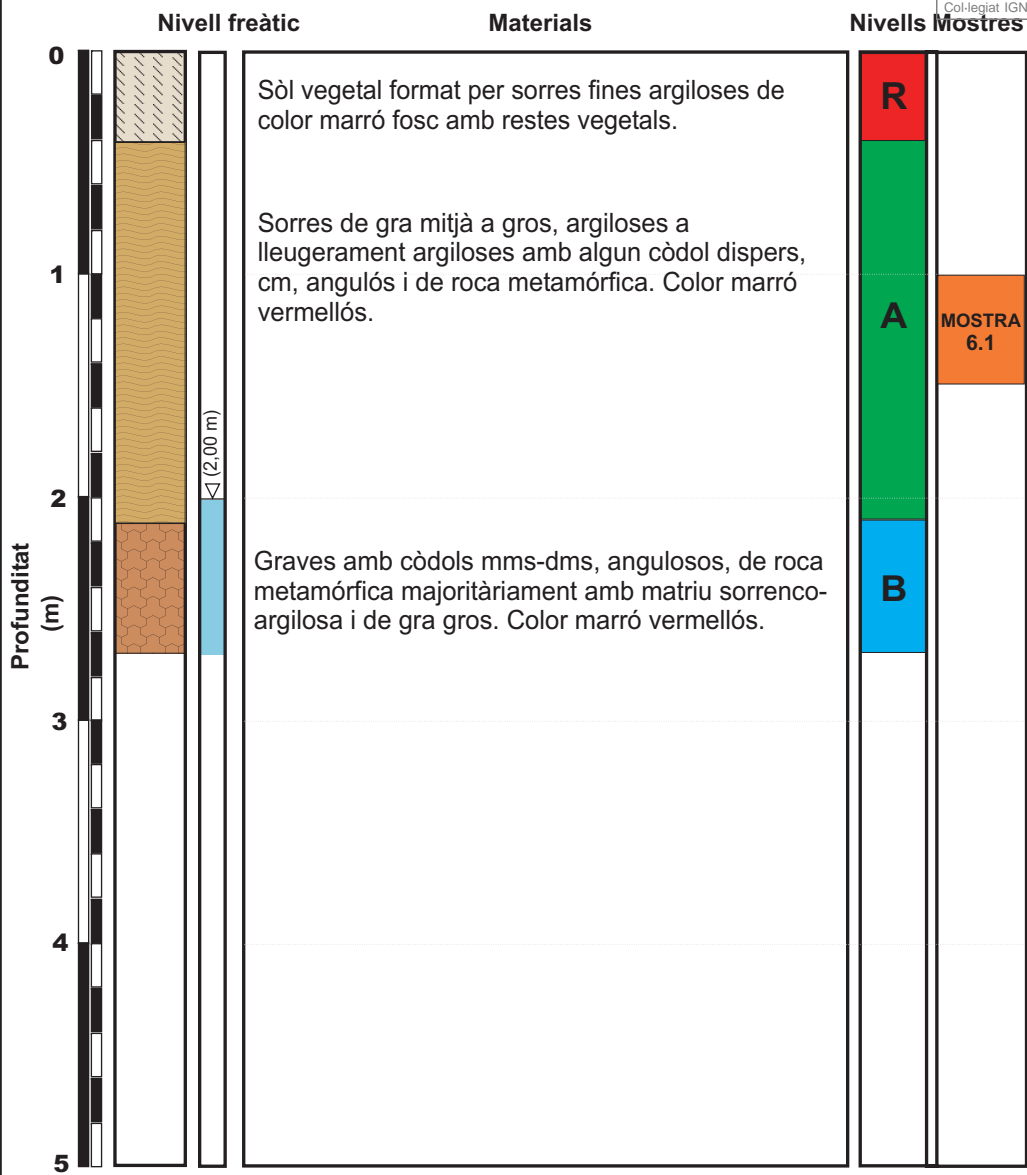 Col·legiat IGN
Nivell freàtic
Materials
Nivells
Mostres
0
Sòl vegetal format per sorres fines argiloses de
color marró fosc amb restes vegetals.
R
Sorres de gra mitjà a gros, argiloses a
lleugerament argiloses amb algun còdol dispers,
cm, angulós i de roca metamórfica. Color marró
vermellós.
1
A
MOSTRA
6.1
(2,00 m)
2
Graves amb còdols mms-dms, angulosos, de roca
metamórfica majoritàriament amb matriu sorrenco-
argilosa i de gra gros. Color marró vermellós.
B
Profunditat
(m)
3
4
5